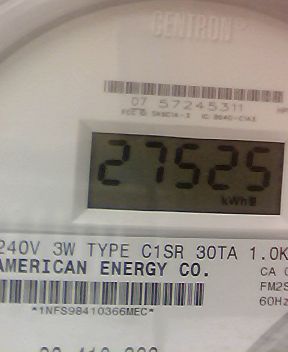 CENTRON®
07 57245311
27525
kWh
240V 3W TYPE C1SR 30TA 1.0K
AMERICAN ENERGY CO.
CA
FM2S
60Hz
*1NFS98410366MEC*